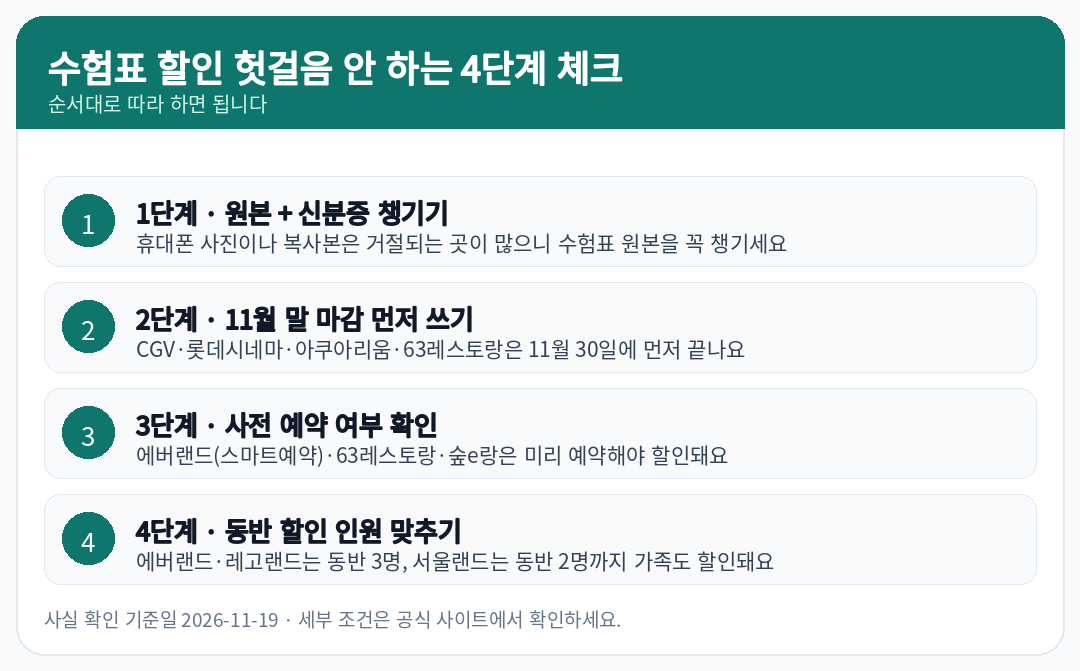 수험표 할인 헛걸음 안 하는 4단계 체크
순서대로 따라 하면 됩니다
1
1단계 · 원본 + 신분증 챙기기
휴대폰 사진이나 복사본은 거절되는 곳이 많으니 수험표 원본을 꼭 챙기세요
2
2단계 · 11월 말 마감 먼저 쓰기
CGV·롯데시네마·아쿠아리움·63레스토랑은 11월 30일에 먼저 끝나요
3
3단계 · 사전 예약 여부 확인
에버랜드(스마트예약)·63레스토랑·숲e랑은 미리 예약해야 할인돼요
4
4단계 · 동반 할인 인원 맞추기
에버랜드·레고랜드는 동반 3명, 서울랜드는 동반 2명까지 가족도 할인돼요
사실 확인 기준일 2026-11-19 · 세부 조건은 공식 사이트에서 확인하세요.